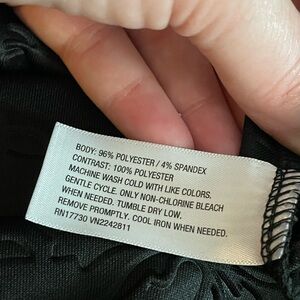 BODY: 96% POLYESTER / 4% SPANDEX
CONTRAST: 100% POLYESTER
MACHINE WASH COLD WITH LIKE COLORS.
GENTLE CYCLE. ONLY NON-CHLORINE BLEACH
WHEN NEEDED. TUMBLE DRY LOW.
REMOVE PROMPTLY. COOL IRON WHEN NEEDED.
RN17730 VN2242811